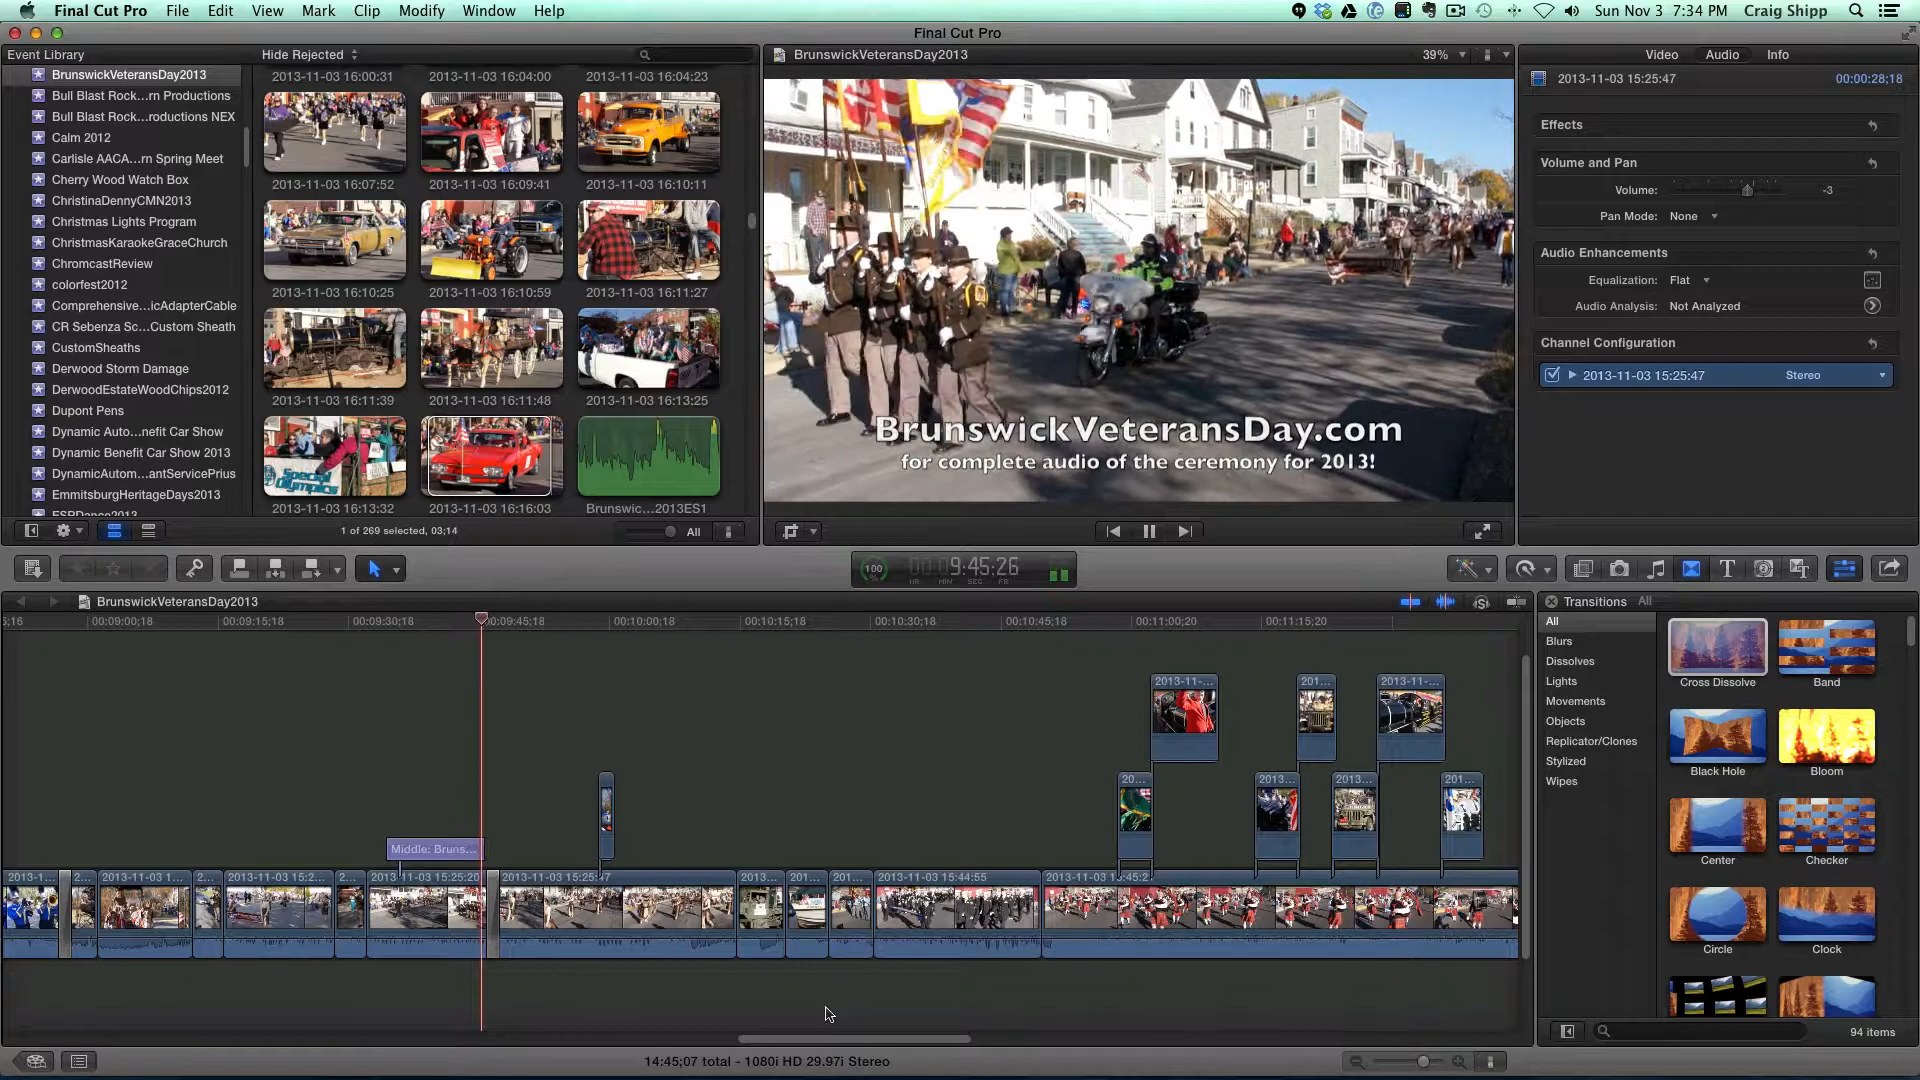 Final Cut Pro File Edit View Mark Clip Modify Window Help
Sun Nov 3 7:34 PM Craig Shipp
Final Cut Pro
Event Library
Hide Rejected
BrunswickVeteransDay2013
Bull Blast Rock...rn Productions
Bull Blast Rock...roductions NEX
Calm 2012
Carlisle AACA...rn Spring Meet
Cherry Wood Watch Box
ChristinaDennyCMN2013
Christmas Lights Program
ChristmasKaraokeGraceChurch
ChromcastReview
colorfest2012
Comprehensive...icAdapterCable
CR Sebenza Sc...Custom Sheath
CustomSheaths
Derwood Storm Damage
DerwoodEstateWoodChips2012
Dupont Pens
Dynamic Auto...nefit Car Show
Dynamic Benefit Car Show 2013
DynamicAutom...antServicePrius
EmmitsburgHeritageDays2013
ESPDance2013
2013-11-03 16:00:31 2013-11-03 16:04:00 2013-11-03 16:04:23
2013-11-03 16:07:52 2013-11-03 16:09:41 2013-11-03 16:10:11
2013-11-03 16:10:25 2013-11-03 16:10:59 2013-11-03 16:11:27
2013-11-03 16:11:39 2013-11-03 16:11:48 2013-11-03 16:13:25
Special Olympics
2013-11-03 16:13:32 2013-11-03 16:16:03 Brunswic...2013ES1
1 of 269 selected, 03;14
All
BrunswickVeteransDay2013
39%
BrunswickVeteransDay.com
for complete audio of the ceremony for 2013!
Video Audio Info
2013-11-03 15:25:47 00:00:28;18
Effects
Volume and Pan
Volume: -3
Pan Mode: None
Audio Enhancements
Equalization: Flat
Audio Analysis: Not Analyzed
Channel Configuration
2013-11-03 15:25:47 Stereo
100 % 9:45:26
HR MIN SEC FR
BrunswickVeteransDay2013
5;16 00:09:00;18 00:09:15;18 00:09:30;18 00:09:45;18 00:10:00;18 00:10:15;18 00:10:30;18 00:10:45;18 00:11:00;20 00:11:15;20
2013-11-... 201... 2013-11-...
20... 2013... 2013... 201...
Middle: Bruns...
2013-1... 2... 2013-11-03 1... 2... 2013-11-03 15:2... 2... 2013-11-03 15:25:20 2013-11-03 15:25:47 2013... 201... 201... 2013-11-03 15:44:55 2013-11-03 15:45:2
14:45;07 total - 1080i HD 29.97i Stereo
Transitions All
All
Blurs
Dissolves
Lights
Movements
Objects
Replicator/Clones
Stylized
Wipes
Cross Dissolve Band
Black Hole Bloom
Center Checker
Circle Clock
94 items